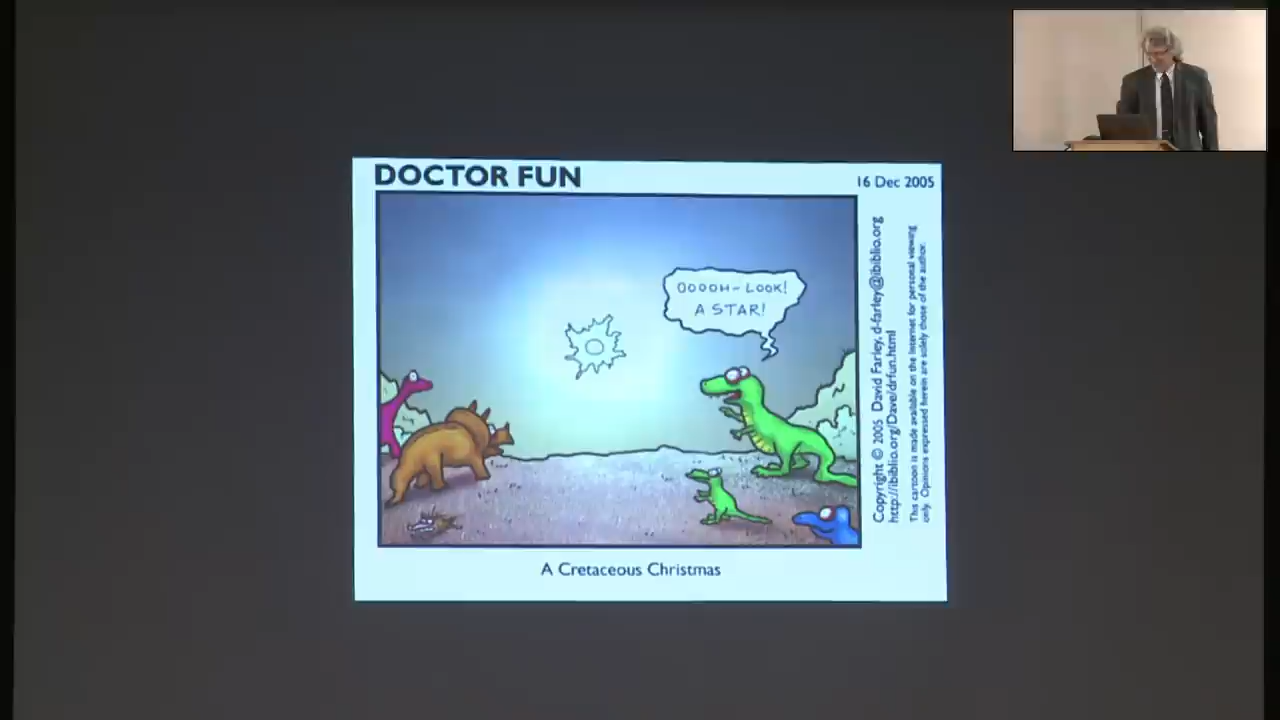 DOCTOR FUN
16 Dec 2005
OOOOH-LOOK!
A STAR!
Copyright © 2005 David Farley, d-farley@ibiblio.org
http://ibiblio.org/Dave/drfun.html
This cartoon is made available on the Internet for personal viewing
only. Opinions expressed herein are solely those of the author.
A Cretaceous Christmas